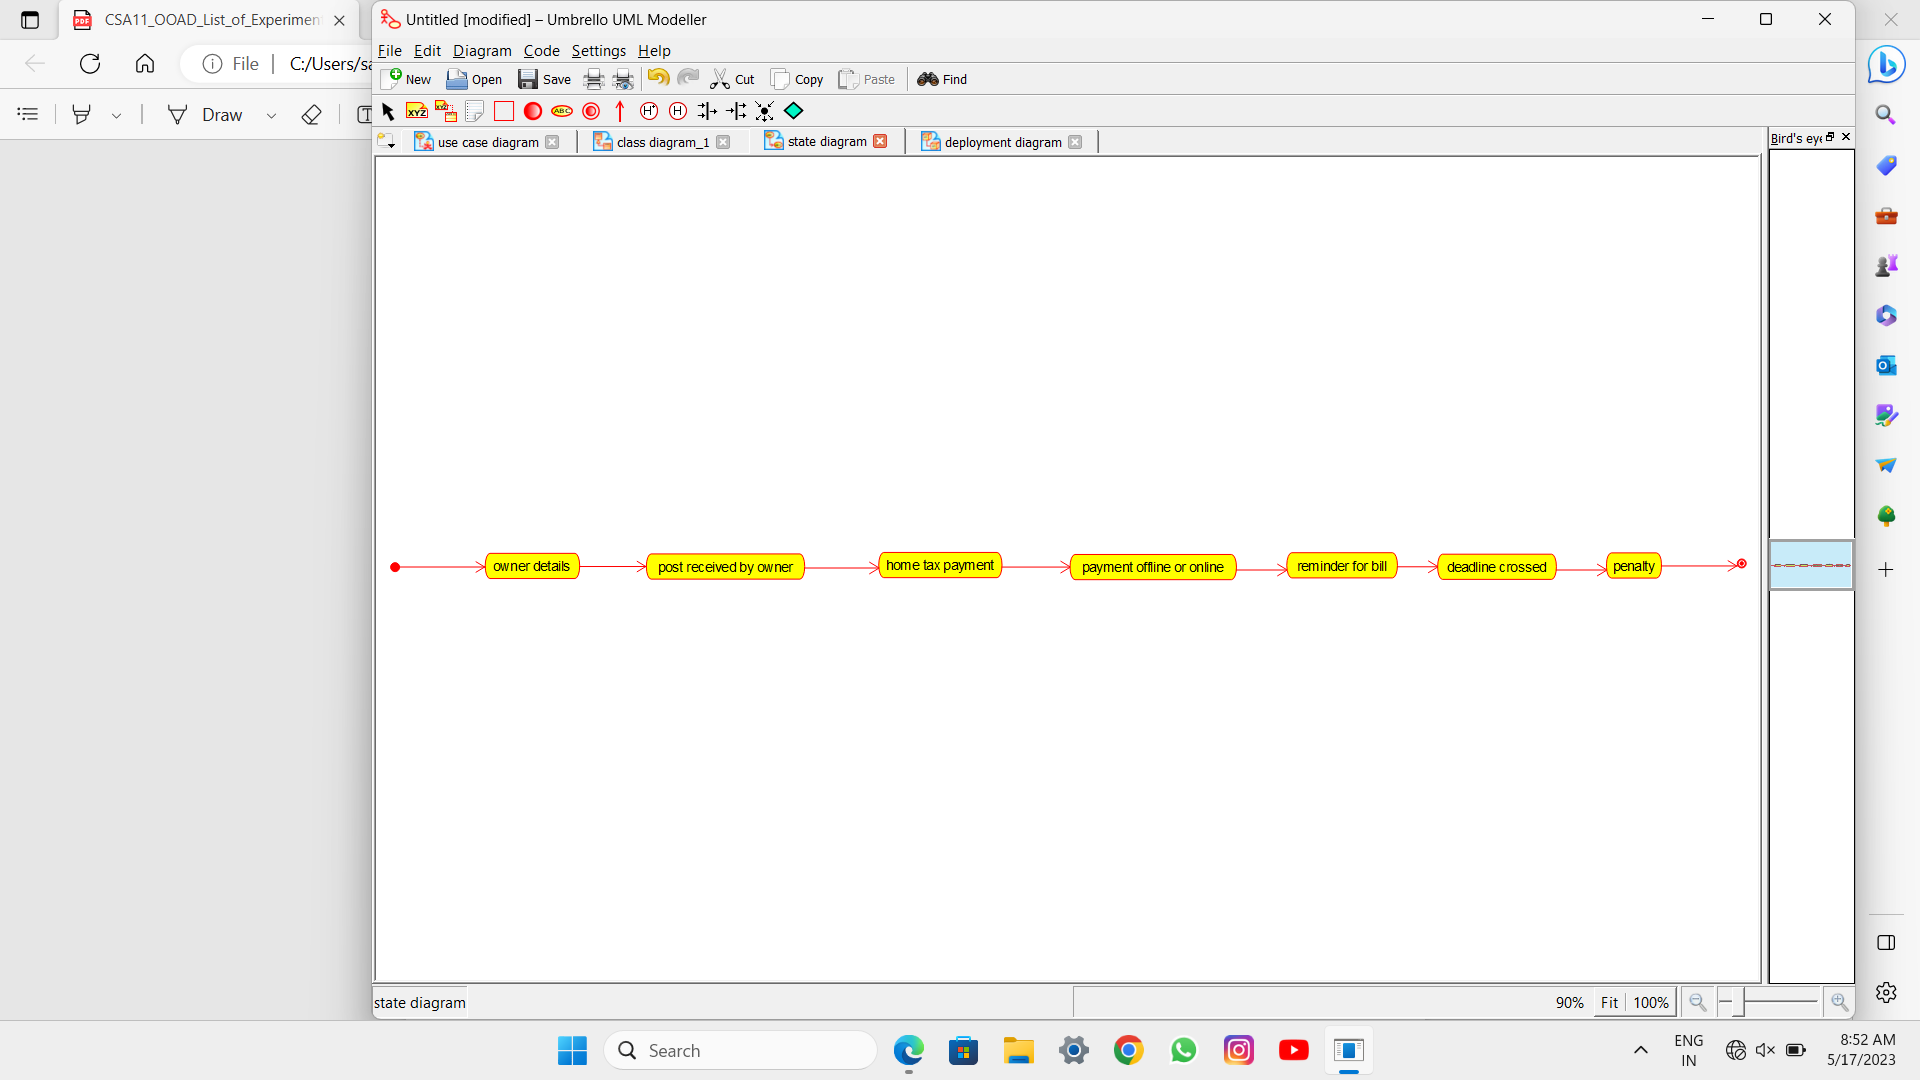 CSA11_OOAD_List_of_Experimen
Untitled [modified] – Umbrello UML Modeller
File Edit Diagram Code Settings Help
File C:/Users/sa
New Open Save Cut Copy Paste Find
Draw
XYZ XYZ ABC H* H
use case diagram class diagram_1 state diagram deployment diagram Bird's eye
owner details post received by owner home tax payment payment offline or online reminder for bill deadline crossed penalty
state diagram 90% Fit 100%
Search
ENG
IN
8:52 AM
5/17/2023